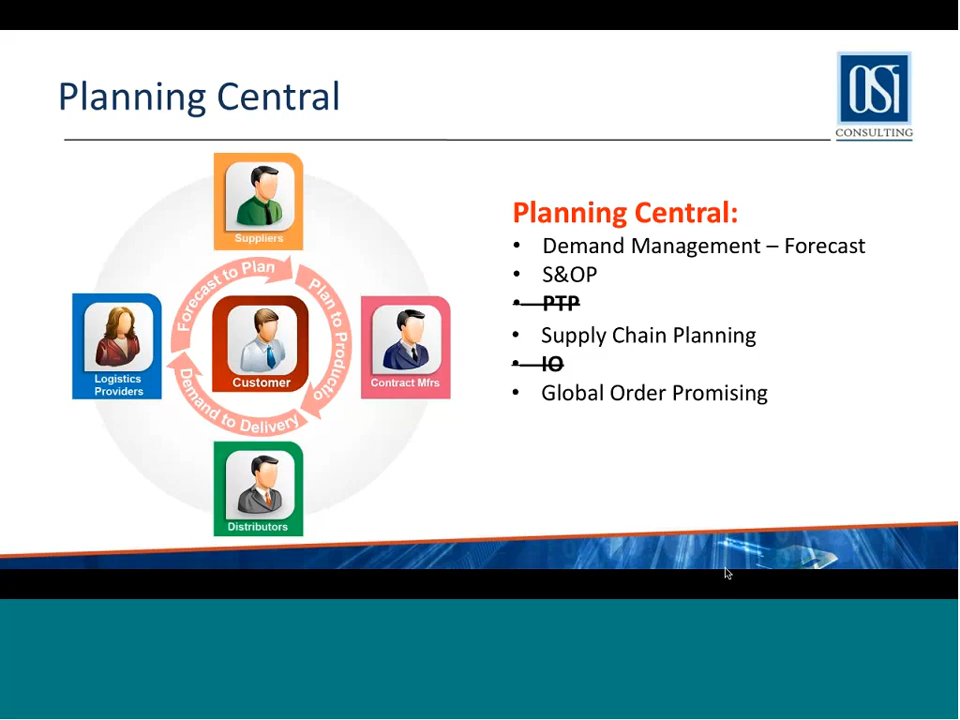 Planning Central
OSi
CONSULTING
Suppliers
Forecast to Plan
Plan to Productio
Demand to Delivery
Logistics
Providers
Customer
Contract Mfrs
Distributors
Planning Central:
• Demand Management – Forecast
• S&OP
• PTP
• Supply Chain Planning
• IO
• Global Order Promising